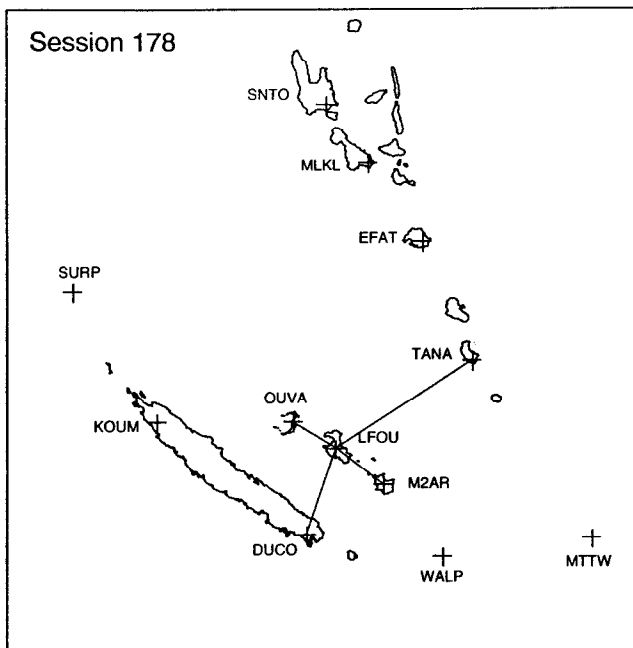 Session 178
SNTO
MLKL
EFAT
SURP
TANA
OUVA
KOUM
LFOU
M2AR
DUCO
WALP
MTTW